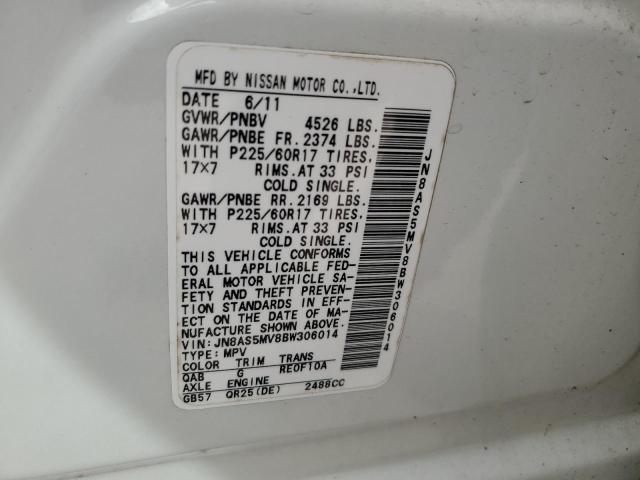 MFD BY NISSAN MOTOR CO.,LTD.
DATE 6/11
GVWR/PNBV 4526 LBS.
GAWR/PNBE FR. 2374 LBS.
WITH P225/60R17 TIRES.
17×7 RIMS.AT 33 PSI
COLD SINGLE.
GAWR/PNBE RR. 2169 LBS.
WITH P225/60R17 TIRES.
17×7 RIMS.AT 33 PSI
COLD SINGLE.
THIS VEHICLE CONFORMS
TO ALL APPLICABLE FED-
ERAL MOTOR VEHICLE SA-
FETY AND THEFT PREVEN-
TION STANDARDS IN EFF-
ECT ON THE DATE OF MA-
NUFACTURE SHOWN ABOVE.
VIN: JN8AS5MV8BW306014
TYPE: MPV
COLOR TRIM TRANS
QAB G RE0F10A
AXLE ENGINE
GB57 QR25(DE) 2488CC
JN8AS5MV8BW306014